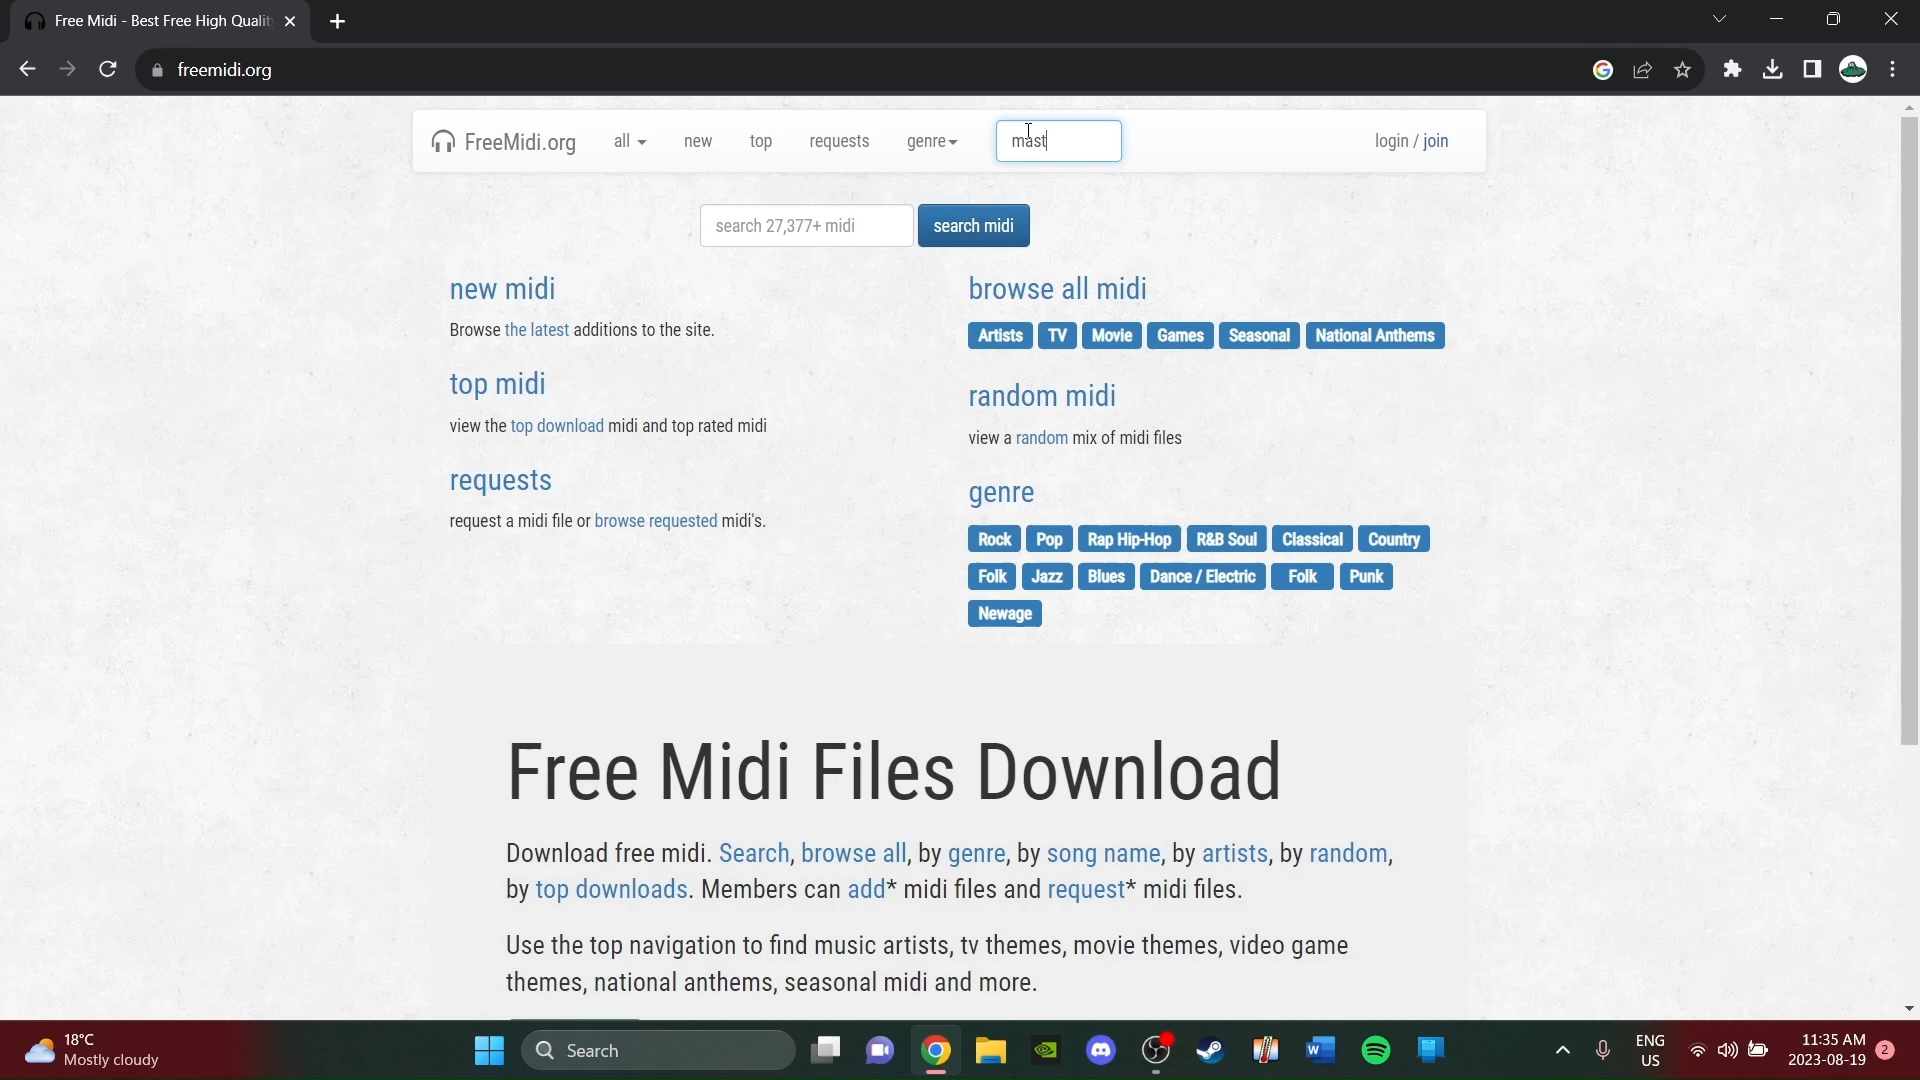 Free Midi - Best Free High Qualit
freemidi.org
FreeMidi.org all new top requests genre mast login / join
search 27,377+ midi search midi
new midi
Browse the latest additions to the site.
top midi
view the top download midi and top rated midi
requests
request a midi file or browse requested midi's.
browse all midi
Artists TV Movie Games Seasonal National Anthems
random midi
view a random mix of midi files
genre
Rock Pop Rap Hip-Hop R&B Soul Classical Country
Folk Jazz Blues Dance / Electric Folk Punk
Newage
Free Midi Files Download
Download free midi. Search, browse all, by genre, by song name, by artists, by random,
by top downloads. Members can add* midi files and request* midi files.
Use the top navigation to find music artists, tv themes, movie themes, video game
themes, national anthems, seasonal midi and more.
18°C
Mostly cloudy
Search
ENG
US
11:35 AM
2023-08-19
2